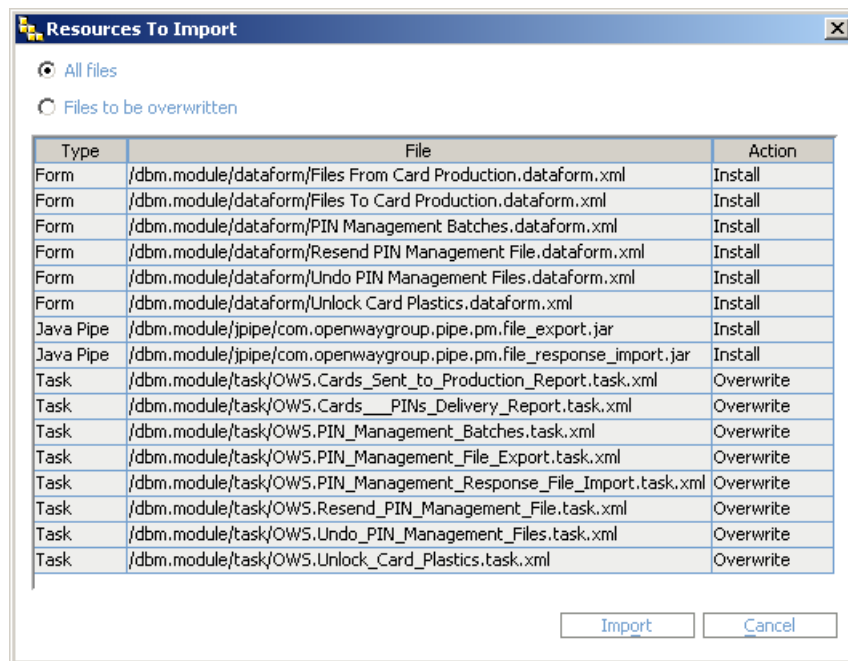 Resources To Import
All files
Files to be overwritten
Type File Action
Form /dbm.module/dataform/Files From Card Production.dataform.xml Install
Form /dbm.module/dataform/Files To Card Production.dataform.xml Install
Form /dbm.module/dataform/PIN Management Batches.dataform.xml Install
Form /dbm.module/dataform/Resend PIN Management File.dataform.xml Install
Form /dbm.module/dataform/Undo PIN Management Files.dataform.xml Install
Form /dbm.module/dataform/Unlock Card Plastics.dataform.xml Install
Java Pipe /dbm.module/jpipe/com.openwaygroup.pipe.pm.file_export.jar Install
Java Pipe /dbm.module/jpipe/com.openwaygroup.pipe.pm.file_response_import.jar Install
Task /dbm.module/task/OWS.Cards_Sent_to_Production_Report.task.xml Overwrite
Task /dbm.module/task/OWS.Cards___PINs_Delivery_Report.task.xml Overwrite
Task /dbm.module/task/OWS.PIN_Management_Batches.task.xml Overwrite
Task /dbm.module/task/OWS.PIN_Management_File_Export.task.xml Overwrite
Task /dbm.module/task/OWS.PIN_Management_Response_File_Import.task.xml Overwrite
Task /dbm.module/task/OWS.Resend_PIN_Management_File.task.xml Overwrite
Task /dbm.module/task/OWS.Undo_PIN_Management_Files.task.xml Overwrite
Task /dbm.module/task/OWS.Unlock_Card_Plastics.task.xml Overwrite
Import Cancel